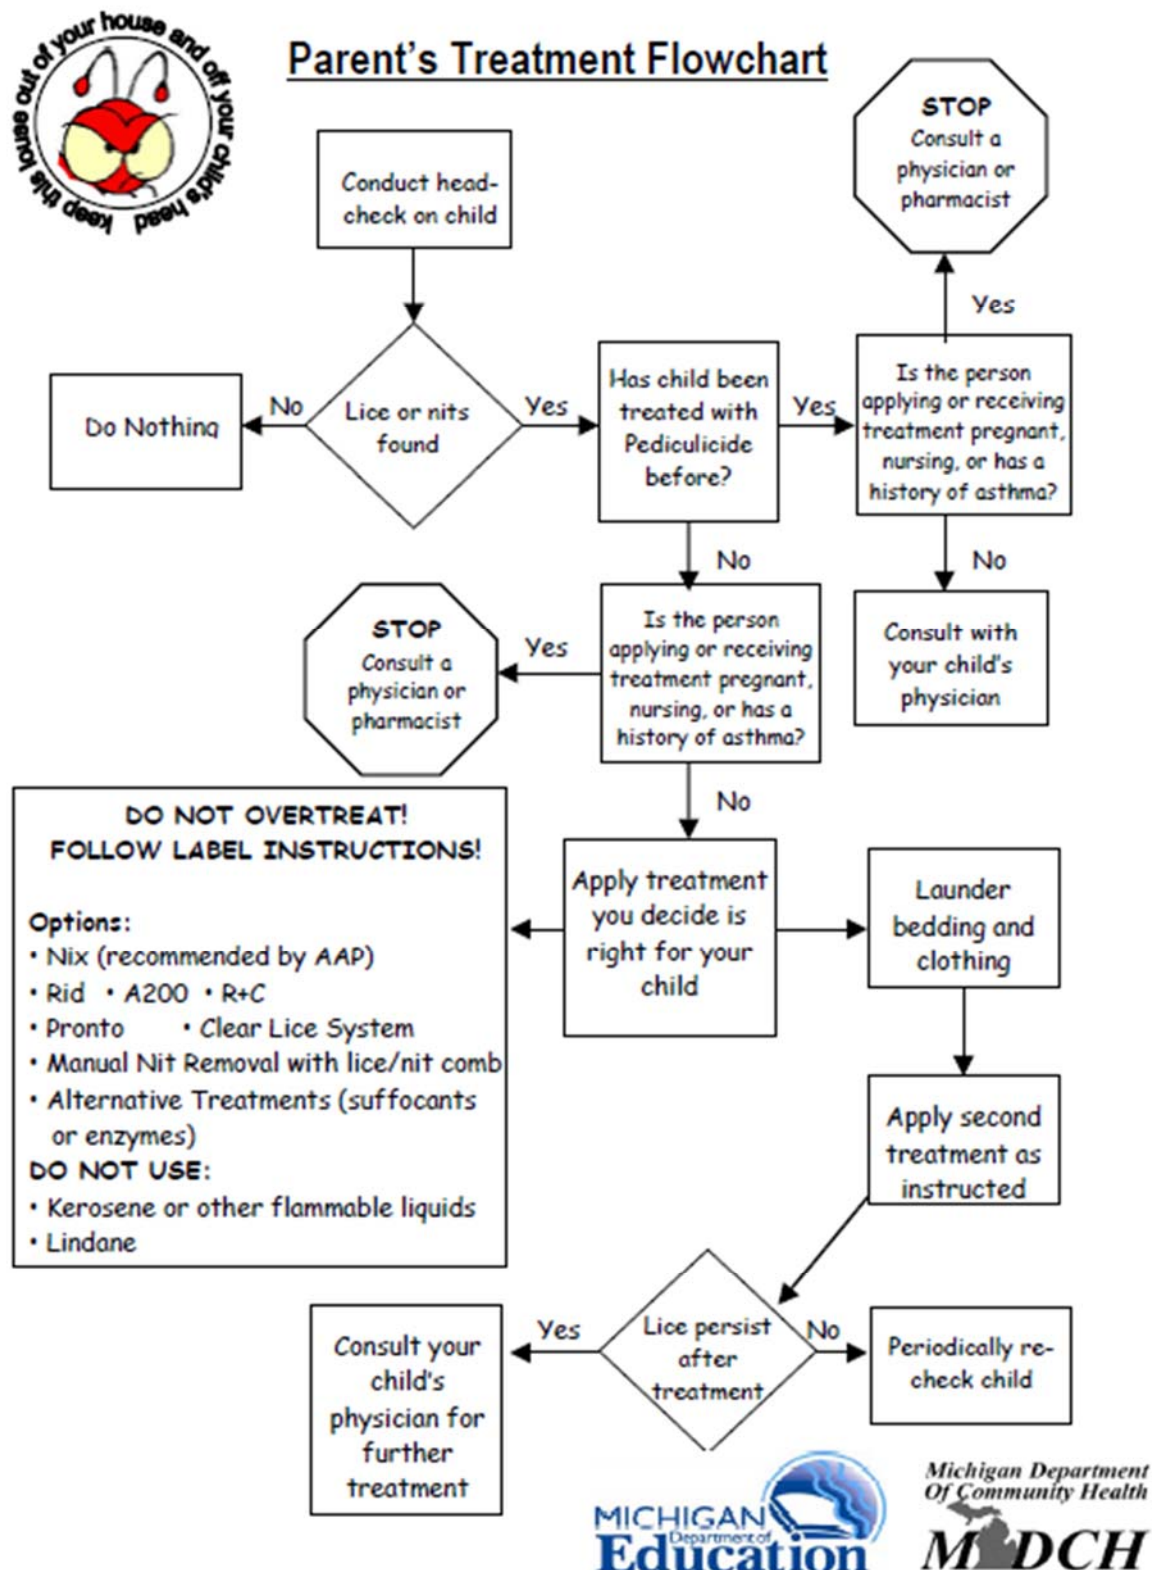 keep this louse out of your house and off your child's head
Parent's Treatment Flowchart
STOP
Consult a
physician or
pharmacist
Conduct head-
check on child
Yes
Do Nothing
No
Lice or nits
found
Yes
Has child been
treated with
Pediculicide
before?
Yes
Is the person
applying or receiving
treatment pregnant,
nursing, or has a
history of asthma?
No
No
STOP
Consult a
physician or
pharmacist
Yes
Is the person
applying or receiving
treatment pregnant,
nursing, or has a
history of asthma?
Consult with
your child's
physician
No
DO NOT OVERTREAT!
FOLLOW LABEL INSTRUCTIONS!
Options:
• Nix (recommended by AAP)
• Rid • A200 • R+C
• Pronto • Clear Lice System
• Manual Nit Removal with lice/nit comb
• Alternative Treatments (suffocants
or enzymes)
DO NOT USE:
• Kerosene or other flammable liquids
• Lindane
Apply treatment
you decide is
right for your
child
Launder
bedding and
clothing
Apply second
treatment as
instructed
Consult your
child's
physician for
further
treatment
Yes
Lice persist
after
treatment
No
Periodically re-
check child
MICHIGAN
Department of
Education
Michigan Department
Of Community Health
MDCH